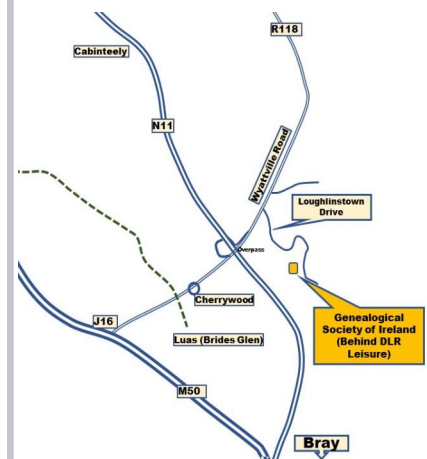 R118
Cabinteely
N11
Wyattville Road
Loughlinstown
Drive
Overpass
Cherrywood
Genealogical
Society of Ireland
(Behind DLR
Leisure)
J16
Luas (Brides Glen)
M50
Bray